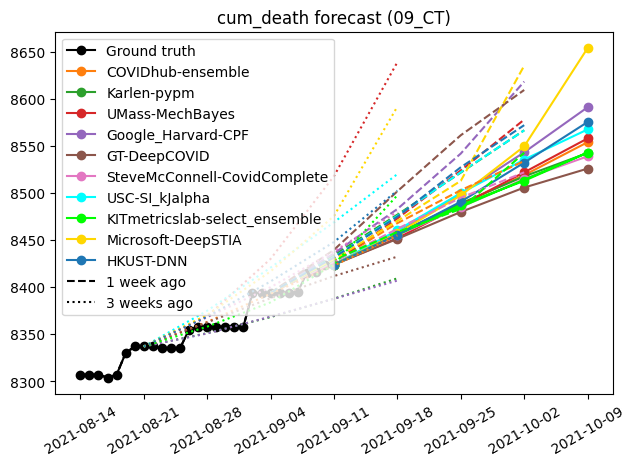 cum_death forecast (09_CT)
8650
8600
8550
8500
8450
8400
8350
8300
Ground truth
COVIDhub-ensemble
Karlen-pypm
UMass-MechBayes
Google_Harvard-CPF
GT-DeepCOVID
SteveMcConnell-CovidComplete
USC-SI_kJalpha
KITmetricslab-select_ensemble
Microsoft-DeepSTIA
HKUST-DNN
1 week ago
3 weeks ago
2021-08-14
2021-08-21
2021-08-28
2021-09-04
2021-09-11
2021-09-18
2021-09-25
2021-10-02
2021-10-09